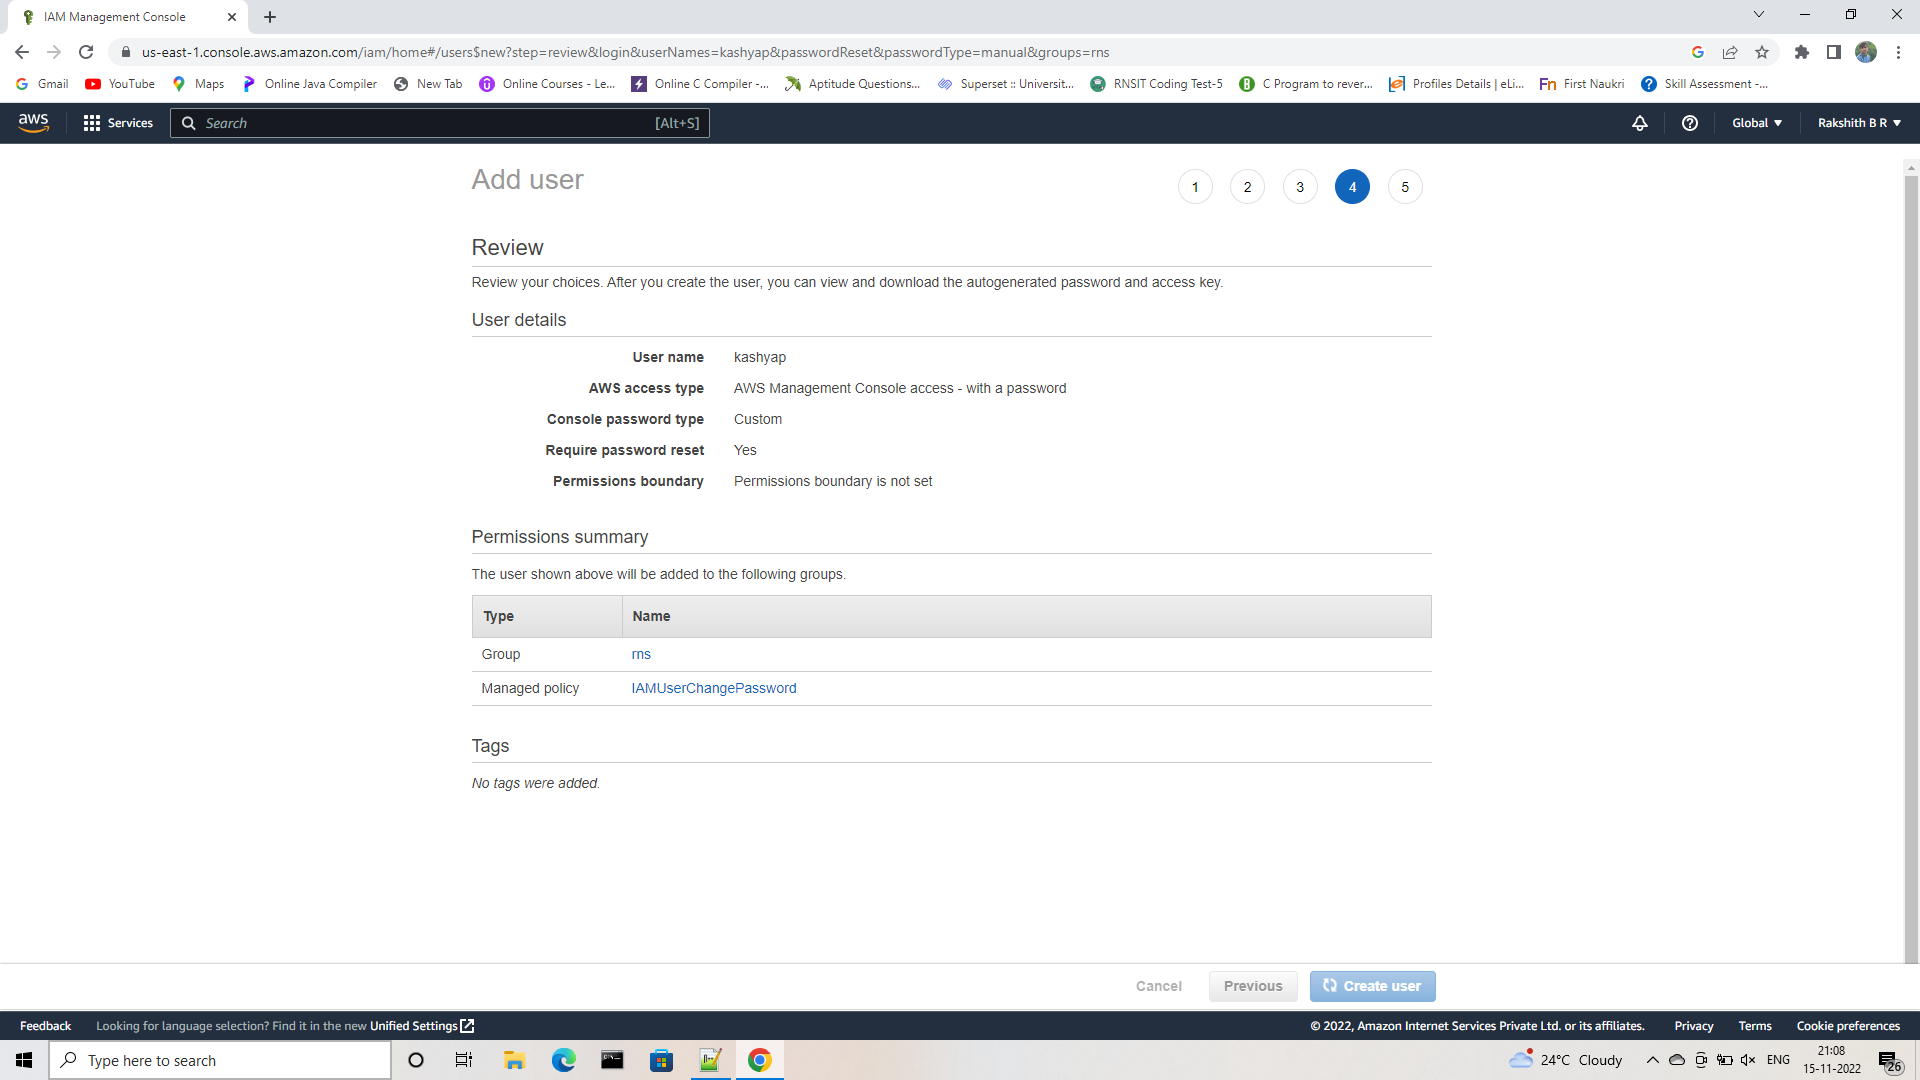 IAM Management Console
us-east-1.console.aws.amazon.com/iam/home#/users$new?step=review&login&userNames=kashyap&passwordReset&passwordType=manual&groups=rns
Gmail YouTube Maps Online Java Compiler New Tab Online Courses - Le... Online C Compiler -... Aptitude Questions... Superset :: Universit... RNSIT Coding Test-5 C Program to rever... Profiles Details | eLi... Fn First Naukri Skill Assessment -...
aws Services Search [Alt+S] Global Rakshith B R
Add user 1 2 3 4 5
Review
Review your choices. After you create the user, you can view and download the autogenerated password and access key.
User details
User name kashyap
AWS access type AWS Management Console access - with a password
Console password type Custom
Require password reset Yes
Permissions boundary Permissions boundary is not set
Permissions summary
The user shown above will be added to the following groups.
Type Name
Group rns
Managed policy IAMUserChangePassword
Tags
No tags were added.
Cancel Previous Create user
Feedback Looking for language selection? Find it in the new Unified Settings © 2022, Amazon Internet Services Private Ltd. or its affiliates. Privacy Terms Cookie preferences
Type here to search 24°C Cloudy ENG 21:08
15-11-2022 26